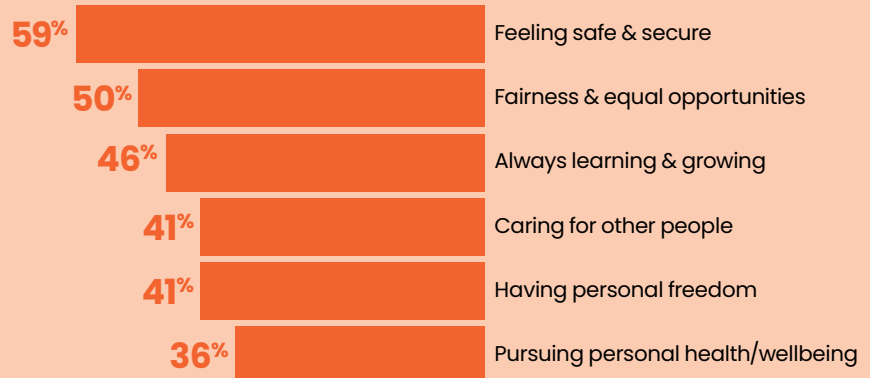 59% Feeling safe & secure
50% Fairness & equal opportunities
46% Always learning & growing
41% Caring for other people
41% Having personal freedom
36% Pursuing personal health/wellbeing